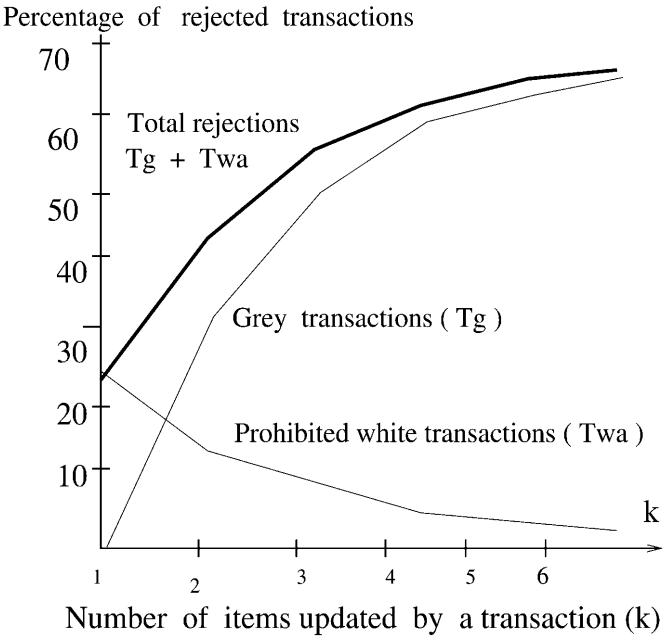 Percentage of rejected transactions
70
Total rejections
60
Tg + Twa
50
40
Grey transactions ( Tg )
30
20
Prohibited white transactions ( Twa )
10
k
1 2 3 4 5 6
Number of items updated by a transaction (k)